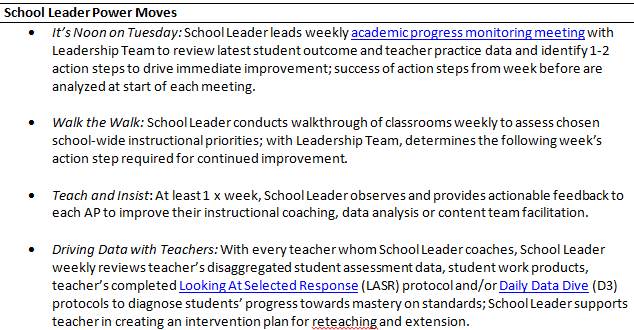 School Leader Power Moves
• It's Noon on Tuesday: School Leader leads weekly academic progress monitoring meeting with
Leadership Team to review latest student outcome and teacher practice data and identify 1-2
action steps to drive immediate improvement; success of action steps from week before are
analyzed at start of each meeting.
• Walk the Walk: School Leader conducts walkthrough of classrooms weekly to assess chosen
school-wide instructional priorities; with Leadership Team, determines the following week's
action step required for continued improvement.
• Teach and Insist: At least 1 x week, School Leader observes and provides actionable feedback to
each AP to improve their instructional coaching, data analysis or content team facilitation.
• Driving Data with Teachers: With every teacher whom School Leader coaches, School Leader
weekly reviews teacher's disaggregated student assessment data, student work products,
teacher's completed Looking At Selected Response (LASR) protocol and/or Daily Data Dive (D3)
protocols to diagnose students' progress towards mastery on standards; School Leader supports
teacher in creating an intervention plan for reteaching and extension.